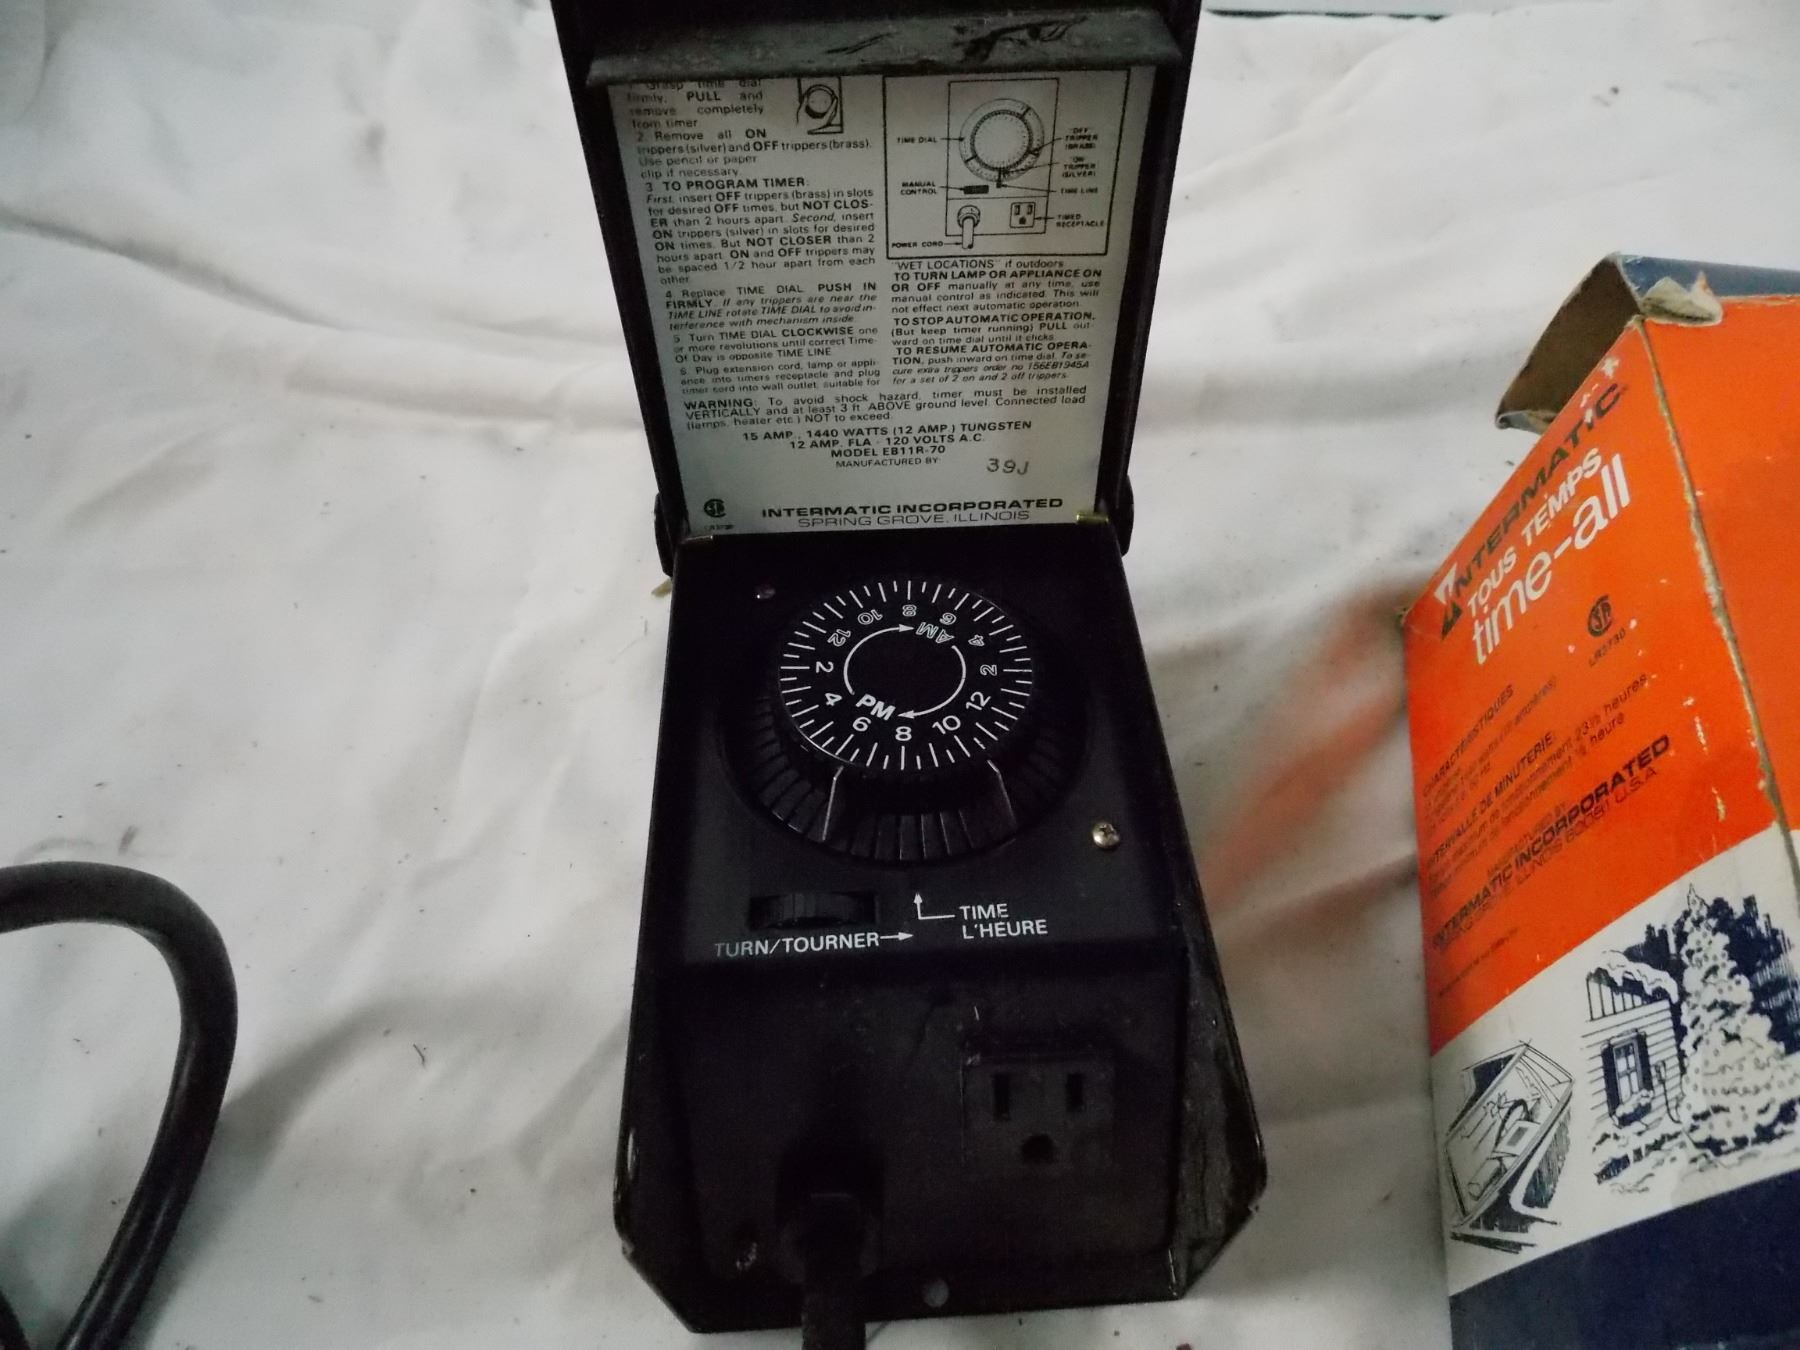 1 Grasp time dial
firmly, PULL and
remove completely
from timer
2. Remove all ON
trippers (silver) and OFF trippers (brass).
Use pencil or paper
clip if necessary
3 TO PROGRAM TIMER:
First, insert OFF trippers (brass) in slots
for desired OFF times, but NOT CLOS-
ER than 2 hours apart. Second, insert
ON trippers (silver) in slots for desired
ON times. But NOT CLOSER than 2
hours apart. ON and OFF trippers may
be spaced 1/2 hour apart from each
other.
4 Replace TIME DIAL PUSH IN
FIRMLY. If any trippers are near the
TIME LINE rotate TIME DIAL to avoid in-
terference with mechanism inside.
5 Turn TIME DIAL CLOCKWISE one
or more revolutions until correct Time-
Of Day is opposite TIME LINE
6. Plug extension cord, lamp or appli-
ance into timers receptacle and plug
timer cord into wall outlet, suitable for
TIME DIAL
"OFF"
TRIPPER
(BRASS)
"ON"
TRIPPER
(SILVER)
MANUAL
CONTROL
TIME LINE
TIMED
RECEPTACLE
POWER CORD
"WET LOCATIONS" if outdoors
TO TURN LAMP OR APPLIANCE ON
OR OFF manually at any time, use
manual control as indicated. This will
not effect next automatic operation.
TO STOP AUTOMATIC OPERATION,
(But keep timer running) PULL out-
ward on time dial until it clicks
TO RESUME AUTOMATIC OPERA-
TION, push inward on time dial. To se-
cure extra trippers order no 156EB1945A
for a set of 2 on and 2 off trippers.
WARNING: To avoid shock hazard, timer must be installed
VERTICALLY and at least 3 ft. ABOVE ground level. Connected load
(lamps, heater etc.) NOT to exceed.
15 AMP., 1440 WATTS (12 AMP.) TUNGSTEN
12 AMP. FLA - 120 VOLTS A.C.
MODEL EB11R-70
MANUFACTURED BY:
39J
INTERMATIC INCORPORATED
SPRING GROVE, ILLINOIS
AM
2 4 6 8 10 12
PM
2 4 6 8 10 12
TIME
L'HEURE
TURN/TOURNER
INTERMATIC
TOUS TEMPS
time-all
LR3730
CARACTÉRISTIQUES
INTERVALLE DE MINUTERIE:
MANUFACTURED BY
INTERMATIC INCORPORATED
ILLINOIS 60081 U.S.A.